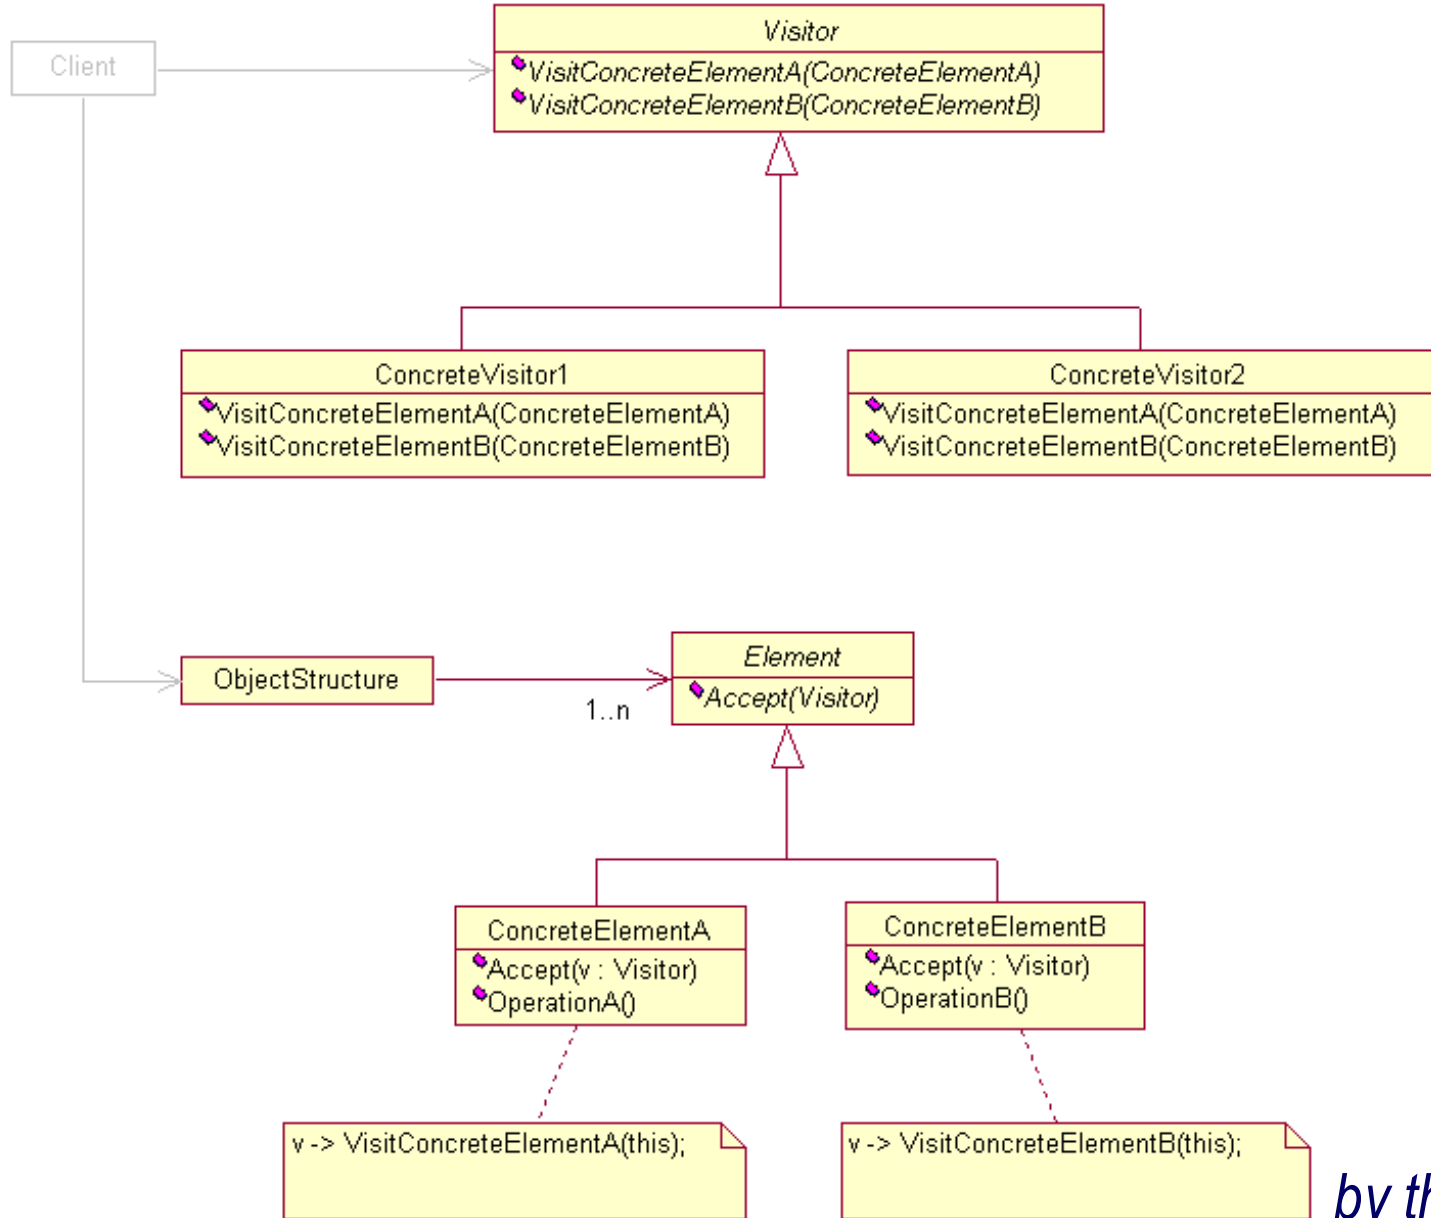 Visitor
VisitConcreteElementA(ConcreteElementA)
VisitConcreteElementB(ConcreteElementB)
Client
ConcreteVisitor1
VisitConcreteElementA(ConcreteElementA)
VisitConcreteElementB(ConcreteElementB)
ConcreteVisitor2
VisitConcreteElementA(ConcreteElementA)
VisitConcreteElementB(ConcreteElementB)
ObjectStructure
1..n
Element
Accept(Visitor)
ConcreteElementA
Accept(v : Visitor)
OperationA()
ConcreteElementB
Accept(v : Visitor)
OperationB()
v -> VisitConcreteElementA(this);
v -> VisitConcreteElementB(this);
by